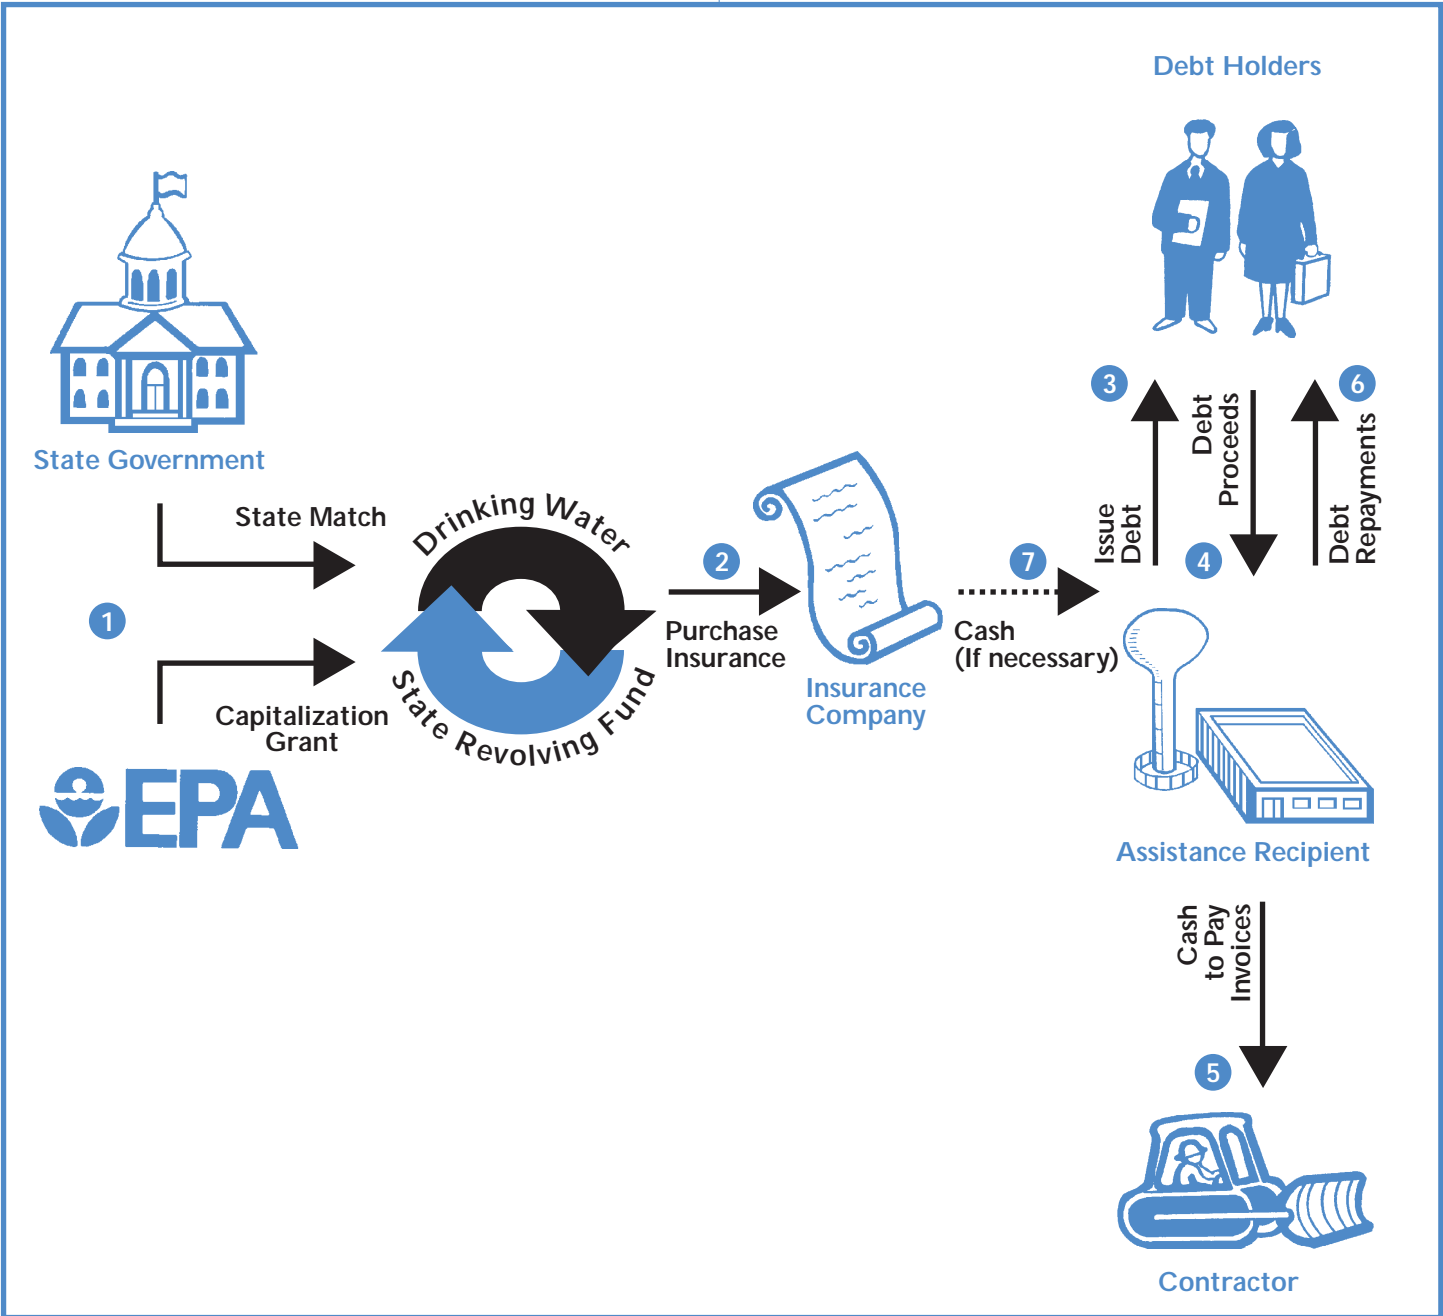 Debt Holders
State Government
State Match
1
Capitalization
Grant
EPA
Drinking Water
State Revolving Fund
2
Purchase
Insurance
Insurance
Company
7
Cash
(If necessary)
3
Issue
Debt
Debt
Proceeds
4
6
Debt
Repayments
Assistance Recipient
Cash
to Pay
Invoices
5
Contractor